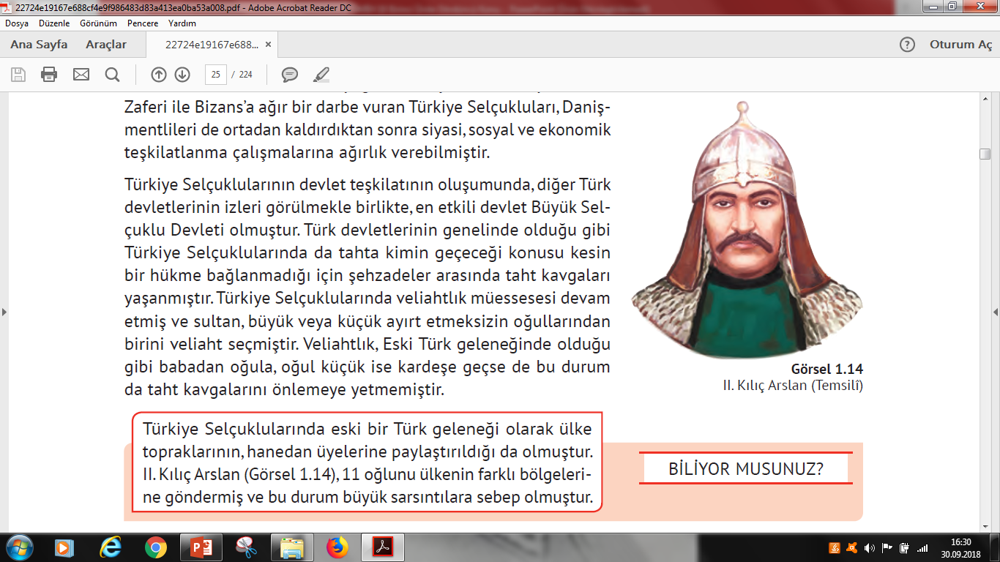 22724e19167e688cf4e9f986483d83a413ea0ba53a008.pdf - Adobe Acrobat Reader DC
Dosya Düzenle Görünüm Pencere Yardım
Ana Sayfa Araçlar 22724e19167e688... × ? Oturum Aç
25 / 224
Zaferi ile Bizans’a ağır bir darbe vuran Türkiye Selçukluları, Daniş-
mentlileri de ortadan kaldırdıktan sonra siyasi, sosyal ve ekonomik
teşkilatlanma çalışmalarına ağırlık verebilmiştir.
Türkiye Selçuklularının devlet teşkilatının oluşumunda, diğer Türk
devletlerinin izleri görülmekle birlikte, en etkili devlet Büyük Sel-
çuklu Devleti olmuştur. Türk devletlerinin genelinde olduğu gibi
Türkiye Selçuklularında da tahta kimin geçeceği konusu kesin
bir hükme bağlanmadığı için şehzadeler arasında taht kavgaları
yaşanmıştır. Türkiye Selçuklularında veliahtlık müessesesi devam
etmiş ve sultan, büyük veya küçük ayırt etmeksizin oğullarından
birini veliaht seçmiştir. Veliahtlık, Eski Türk geleneğinde olduğu
gibi babadan oğula, oğul küçük ise kardeşe geçse de bu durum
da taht kavgalarını önlemeye yetmemiştir.
Görsel 1.14
II. Kılıç Arslan (Temsilî)
Türkiye Selçuklularında eski bir Türk geleneği olarak ülke
topraklarının, hanedan üyelerine paylaştırıldığı da olmuştur.
II. Kılıç Arslan (Görsel 1.14), 11 oğlunu ülkenin farklı bölgeleri-
ne göndermiş ve bu durum büyük sarsıntılara sebep olmuştur.
BİLİYOR MUSUNUZ?
16:30
30.09.2018